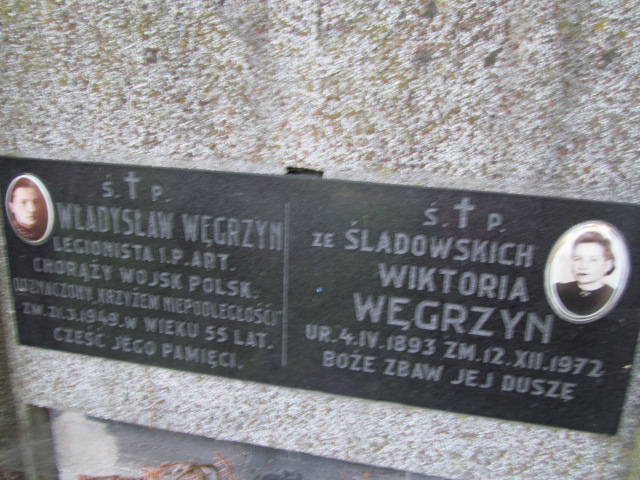 Ś.†P.
WŁADYSŁAW WĘGRZYN
LEGIONISTA I.P. ART.
CHORĄŻY WOJSK POLSK.
ODZNACZONY „KRZYŻEM NIEPODLEGŁOŚCI”
ZM. 21.3 1949. W WIEKU 55 LAT.
CZEŚĆ JEGO PAMIĘCI.
Ś.†P.
ZE ŚLADOWSKICH
WIKTORIA
WĘGRZYN
UR. 4.IV.1893 ZM. 12.XII.1972
BOŻE ZBAW JEJ DUSZĘ